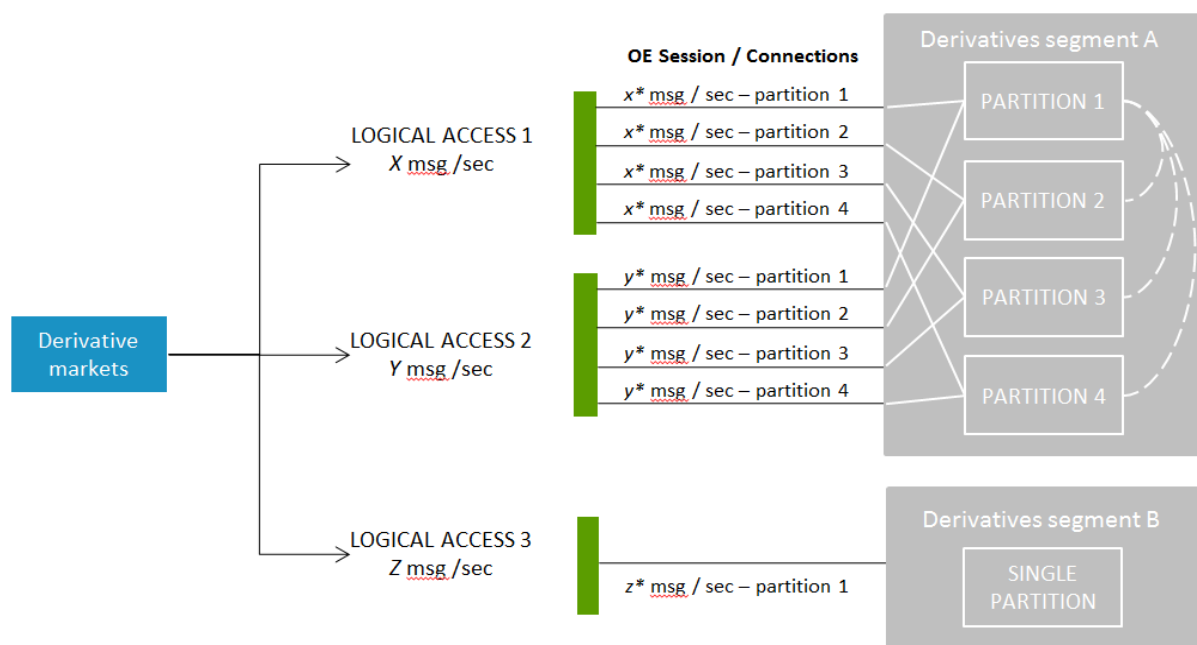 OE Session / Connections
Derivatives segment A
x* msg / sec – partition 1
x* msg / sec – partition 2
x* msg / sec – partition 3
x* msg / sec – partition 4
LOGICAL ACCESS 1
X msg /sec
PARTITION 1
PARTITION 2
PARTITION 3
PARTITION 4
y* msg / sec – partition 1
y* msg / sec – partition 2
y* msg / sec – partition 3
y* msg / sec – partition 4
Derivative
markets
LOGICAL ACCESS 2
Y msg /sec
LOGICAL ACCESS 3
Z msg /sec
z* msg / sec – partition 1
Derivatives segment B
SINGLE
PARTITION